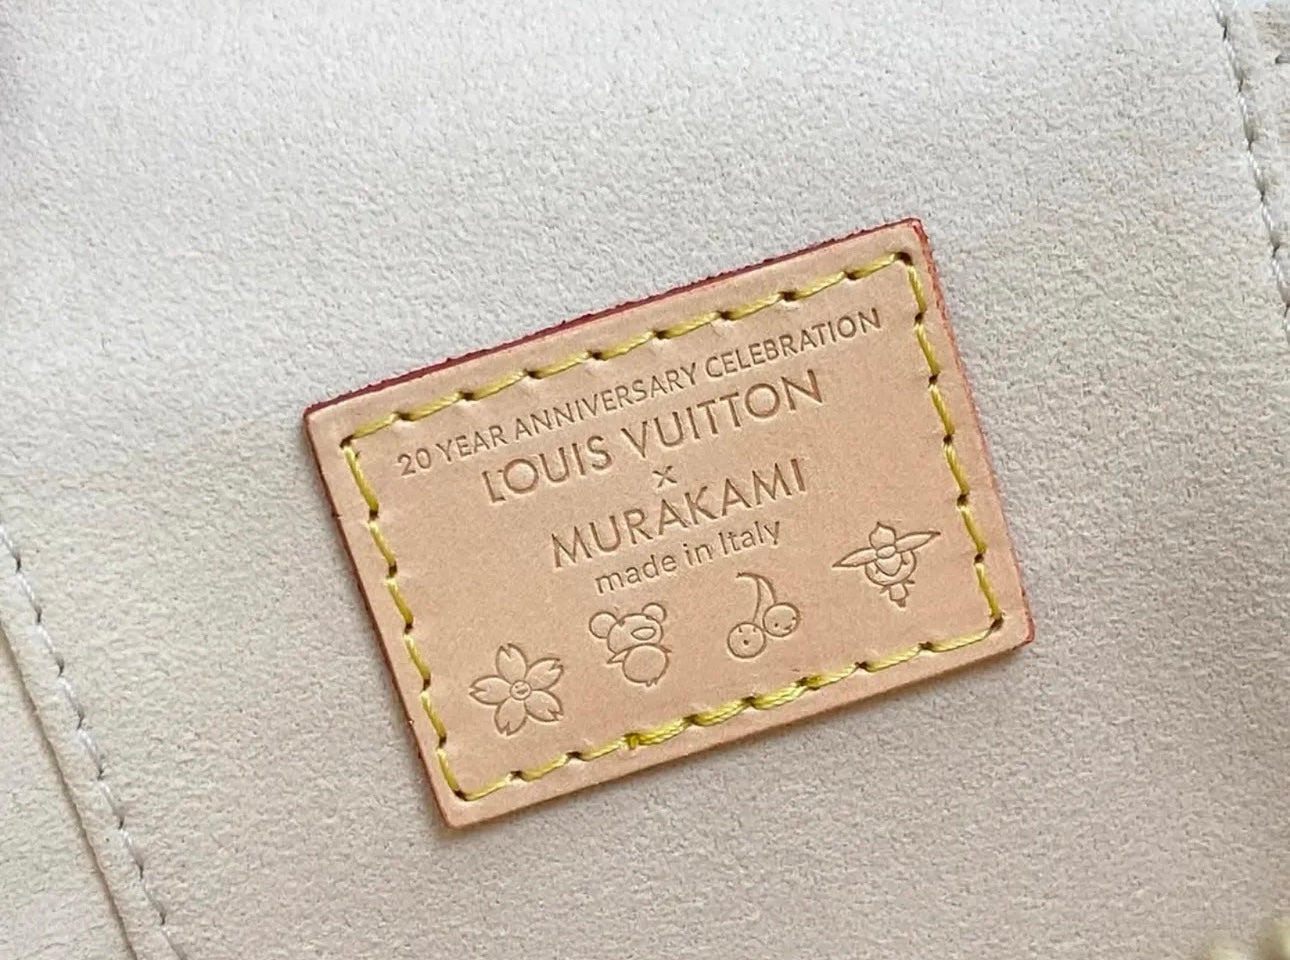 20 YEAR ANNIVERSARY CELEBRATION
LOUIS VUITTON
×
MURAKAMI
made in Italy